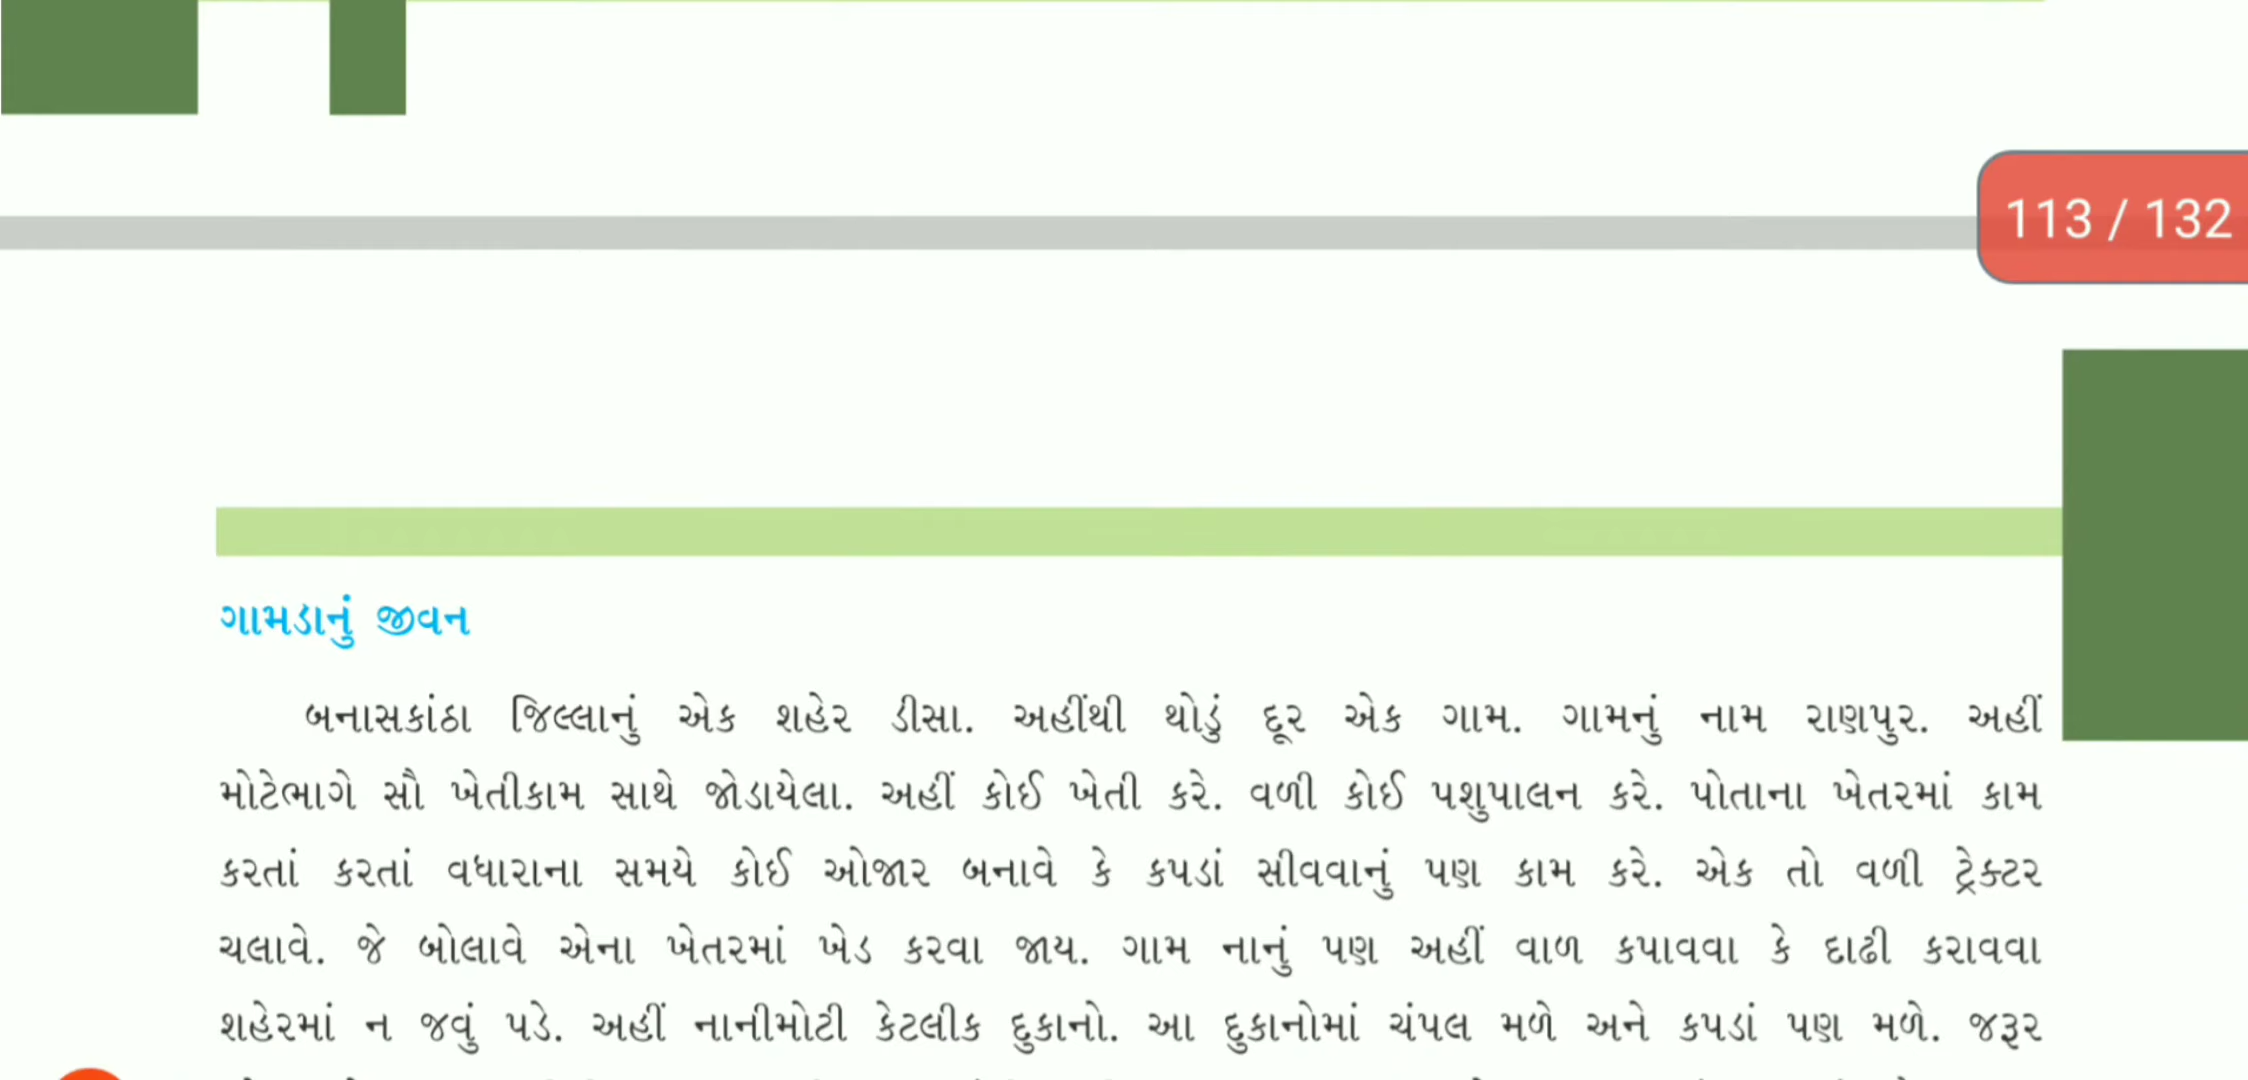 113 / 132
ગામડાનું જીવન
બનાસકાંઠા જિલ્લાનું એક શહેર ડીસા. અહીંથી થોડું દૂર એક ગામ. ગામનું નામ રાણપુર. અહીં
મોટેભાગે સૌ ખેતીકામ સાથે જોડાયેલા. અહીં કોઈ ખેતી કરે. વળી કોઈ પશુપાલન કરે. પોતાના ખેતરમાં કામ
કરતાં કરતાં વધારાના સમયે કોઈ ઓજાર બનાવે કે કપડાં સીવવાનું પણ કામ કરે. એક તો વળી ટ્રેક્ટર
ચલાવે. જે બોલાવે એના ખેતરમાં ખેડ કરવા જાય. ગામ નાનું પણ અહીં વાળ કપાવવા કે દાઢી કરાવવા
શહેરમાં ન જવું પડે. અહીં નાનીમોટી કેટલીક દુકાનો. આ દુકાનોમાં ચંપલ મળે અને કપડાં પણ મળે. જરૂર